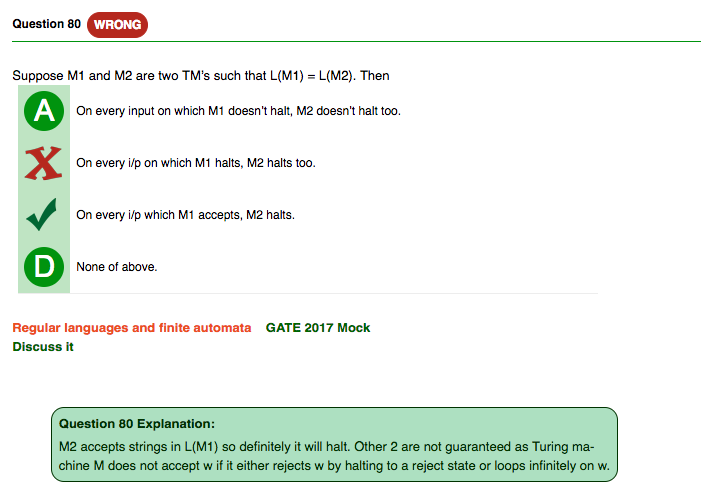 Question 80 WRONG
Suppose M1 and M2 are two TM's such that L(M1) = L(M2). Then
A On every input on which M1 doesn't halt, M2 doesn't halt too.
X On every i/p on which M1 halts, M2 halts too.
✓ On every i/p which M1 accepts, M2 halts.
D None of above.
Regular languages and finite automata GATE 2017 Mock
Discuss it
Question 80 Explanation:
M2 accepts strings in L(M1) so definitely it will halt. Other 2 are not guaranteed as Turing ma-
chine M does not accept w if it either rejects w by halting to a reject state or loops infinitely on w.